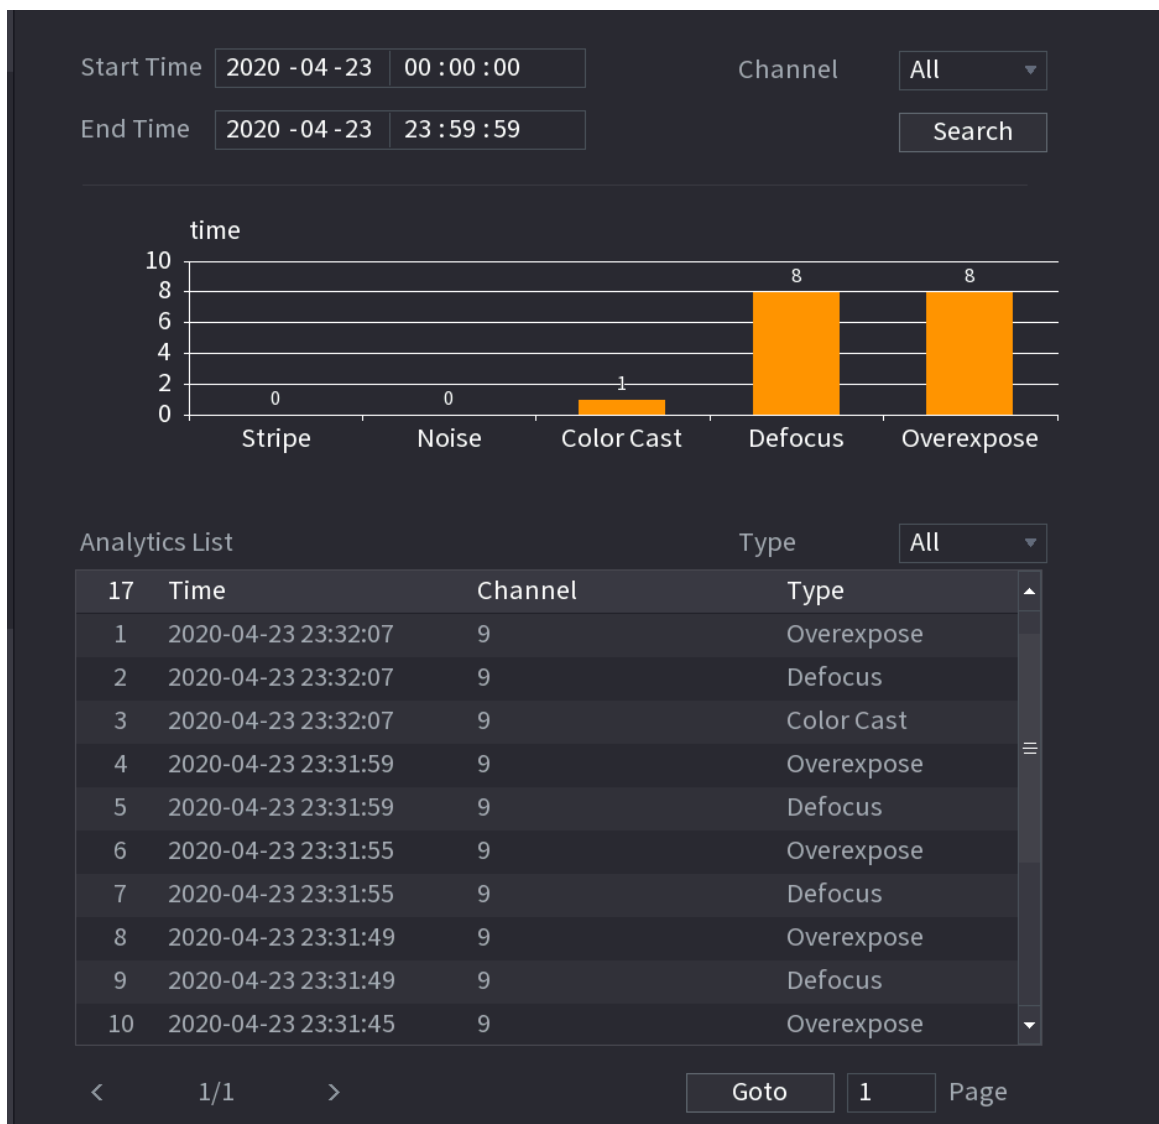 Start Time 2020 -04 -23 00 : 00 : 00 Channel All
End Time 2020 -04 -23 23 : 59 : 59 Search
time
10
8
6
4
2
0
0 0 1 8 8
Stripe Noise Color Cast Defocus Overexpose
Analytics List Type All
17 Time Channel Type
1 2020-04-23 23:32:07 9 Overexpose
2 2020-04-23 23:32:07 9 Defocus
3 2020-04-23 23:32:07 9 Color Cast
4 2020-04-23 23:31:59 9 Overexpose
5 2020-04-23 23:31:59 9 Defocus
6 2020-04-23 23:31:55 9 Overexpose
7 2020-04-23 23:31:55 9 Defocus
8 2020-04-23 23:31:49 9 Overexpose
9 2020-04-23 23:31:49 9 Defocus
10 2020-04-23 23:31:45 9 Overexpose
< 1/1 > Goto 1 Page